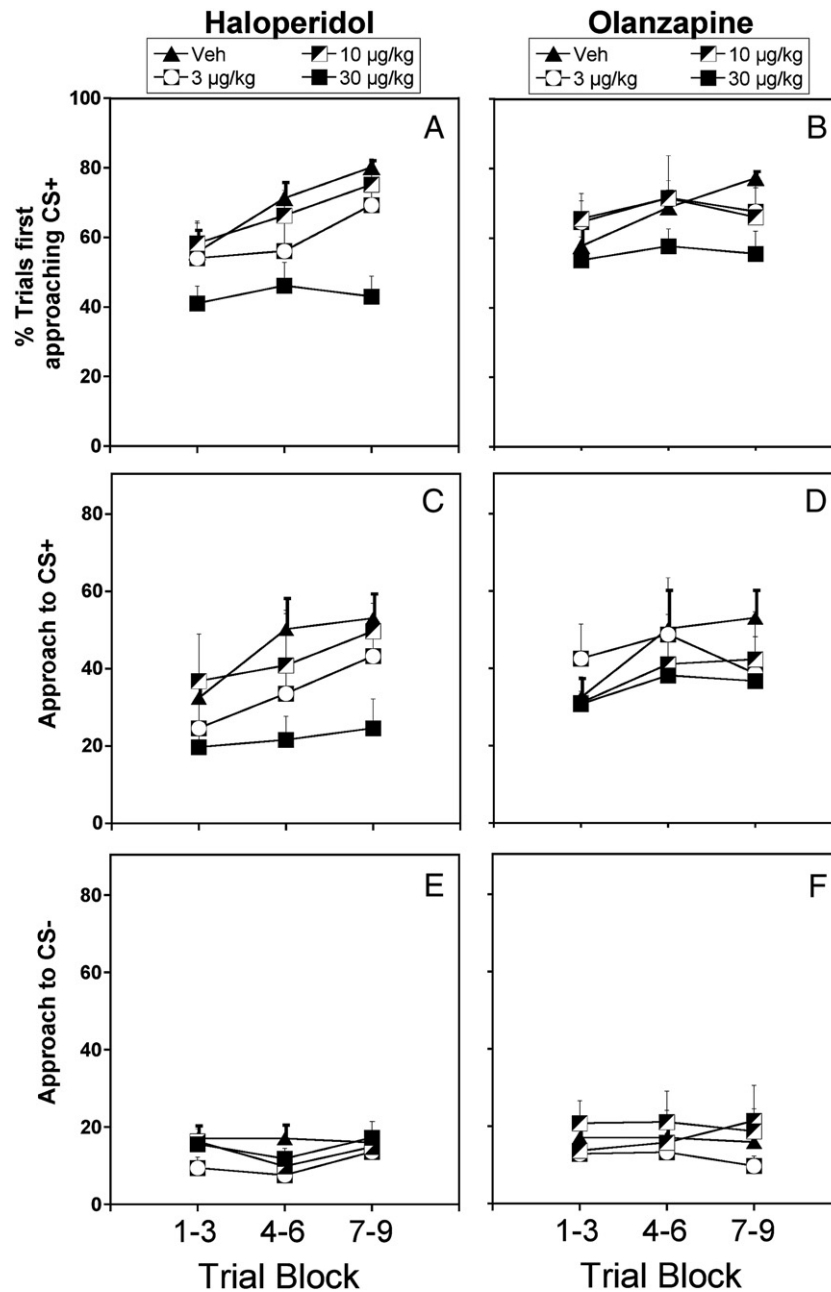 Haloperidol
Olanzapine
Veh
10 µg/kg
3 µg/kg
30 µg/kg
Veh
10 µg/kg
3 µg/kg
30 µg/kg
% Trials first
approaching CS+
100
80
60
40
20
0
A
B
Approach to CS+
80
60
40
20
0
C
D
Approach to CS-
80
60
40
20
0
E
F
1-3 4-6 7-9
1-3 4-6 7-9
Trial Block
Trial Block